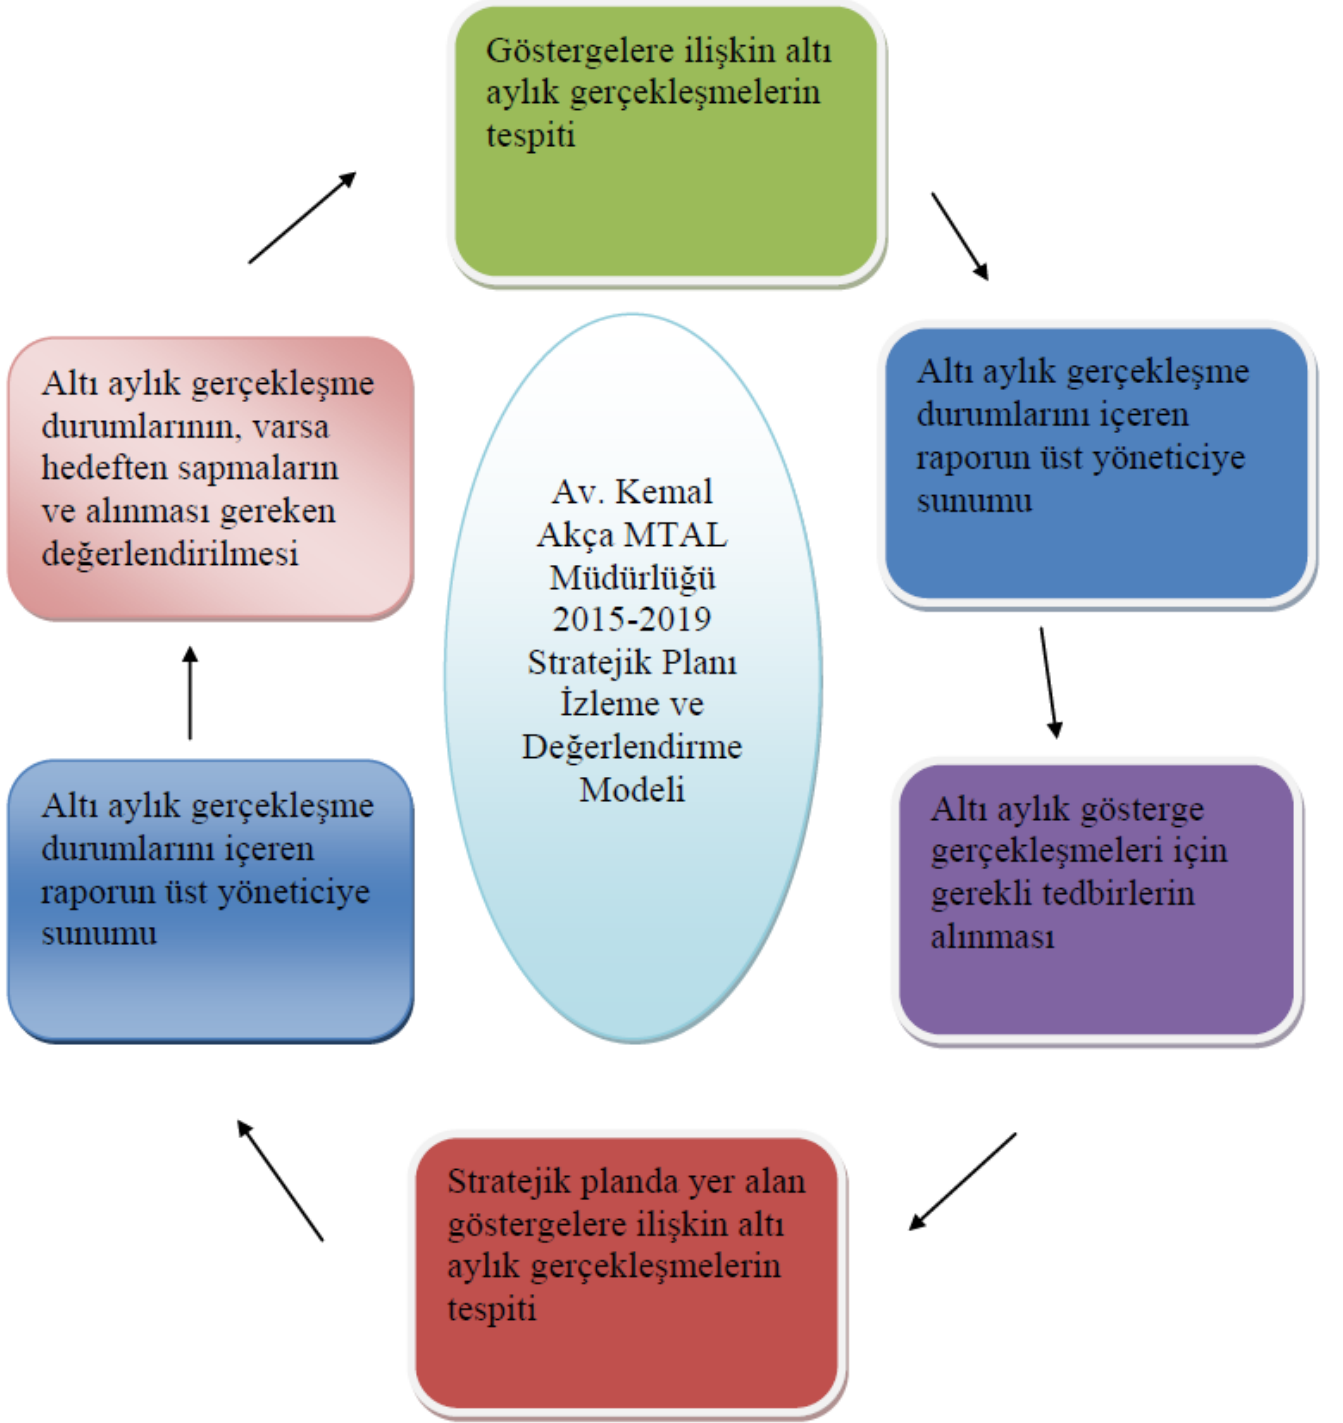 Göstergelere ilişkin altı
aylık gerçekleşmelerin
tespiti
Altı aylık gerçekleşme
durumlarını içeren
raporun üst yöneticiye
sunumu
Altı aylık gösterge
gerçekleşmeleri için
gerekli tedbirlerin
alınması
Stratejik planda yer alan
göstergelere ilişkin altı
aylık gerçekleşmelerin
tespiti
Altı aylık gerçekleşme
durumlarını içeren
raporun üst yöneticiye
sunumu
Altı aylık gerçekleşme
durumlarının, varsa
hedeften sapmaların
ve alınması gereken
değerlendirilmesi
Av. Kemal
Akça MTAL
Müdürlüğü
2015-2019
Stratejik Planı
İzleme ve
Değerlendirme
Modeli